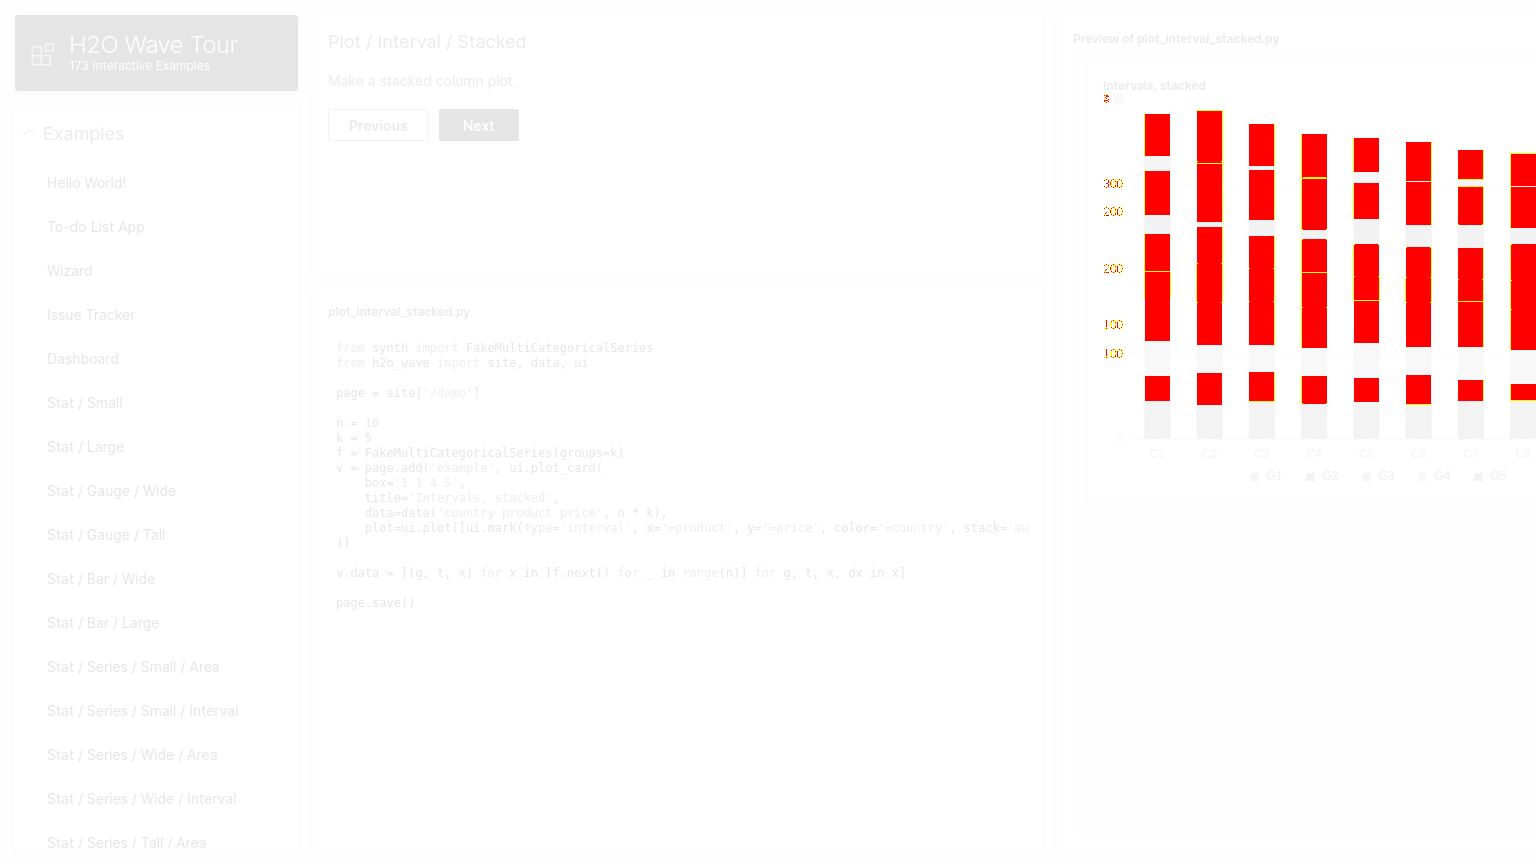 H2O Wave Tour
173 Interactive Examples
Examples
Hello World!
To-do List App
Wizard
Issue Tracker
Dashboard
Stat / Small
Stat / Large
Stat / Gauge / Wide
Stat / Gauge / Tall
Stat / Bar / Wide
Stat / Bar / Large
Stat / Series / Small / Area
Stat / Series / Small / Interval
Stat / Series / Wide / Area
Stat / Series / Wide / Interval
Stat / Series / Tall / Area
Plot / Interval / Stacked
Make a stacked column plot.
Previous
Next
plot_interval_stacked.py
from synth import FakeMultiCategoricalSeries
from h2o_wave import site, data, ui
page = site['/demo']
n = 10
k = 5
f = FakeMultiCategoricalSeries(groups=k)
v = page.add('example', ui.plot_card(
box='1 1 4 5',
title='Intervals, stacked',
data=data('country product price', n * k),
plot=ui.plot([ui.mark(type='interval', x='=product', y='=price', color='=country', stack='au
))
v.data = [(g, t, x) for x in [f.next() for _ in range(n)] for g, t, x, dx in x]
page.save()
Preview of plot_interval_stacked.py
Intervals, stacked
300
200
200
100
100
0
C1 C2 C3 C4 C5 C6 C7 C8
G1 G2 G3 G4 G5